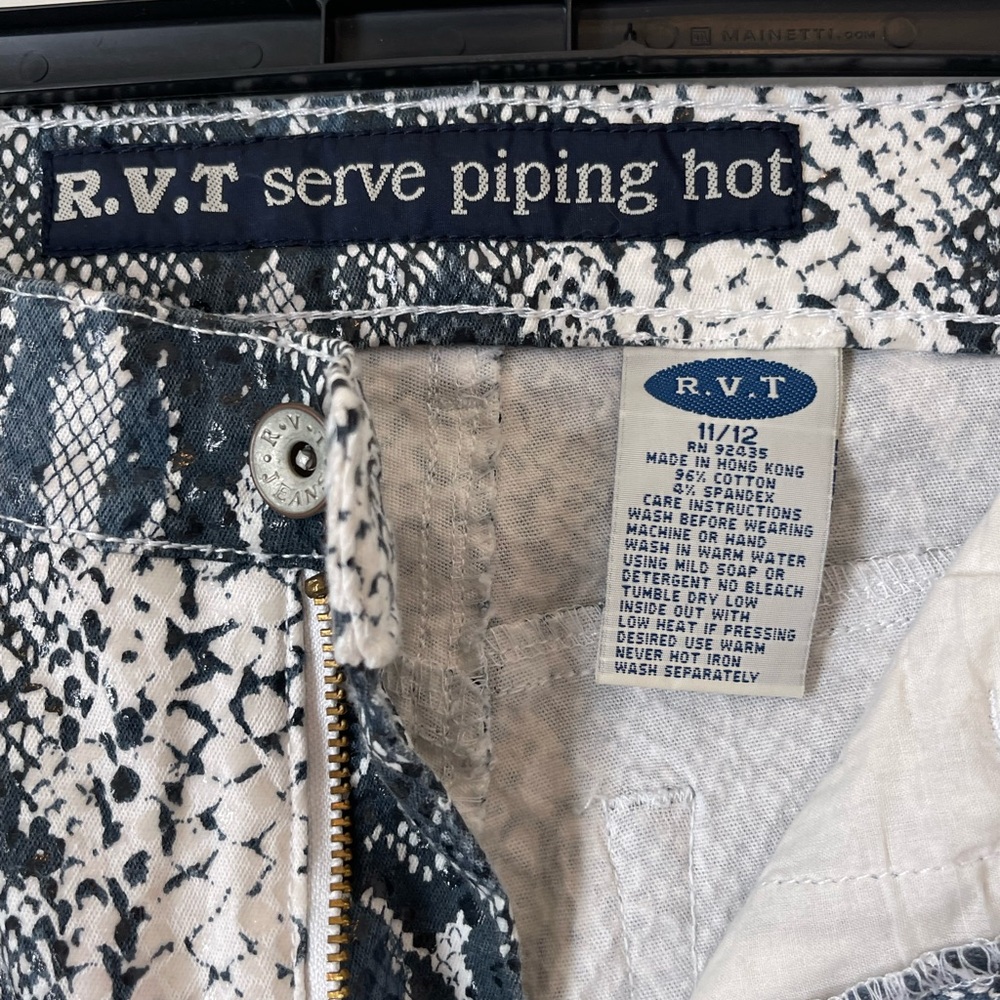 MAINETTI.COM
R.V.T serve piping hot
R.V.T
11/12
RN 92435
MADE IN HONG KONG
96% COTTON
4% SPANDEX
CARE INSTRUCTIONS
WASH BEFORE WEARING
MACHINE OR HAND
WASH IN WARM WATER
USING MILD SOAP OR
DETERGENT NO BLEACH
TUMBLE DRY LOW
INSIDE OUT WITH
LOW HEAT IF PRESSING
DESIRED USE WARM
NEVER HOT IRON
WASH SEPARATELY
R.V.T
JEANS